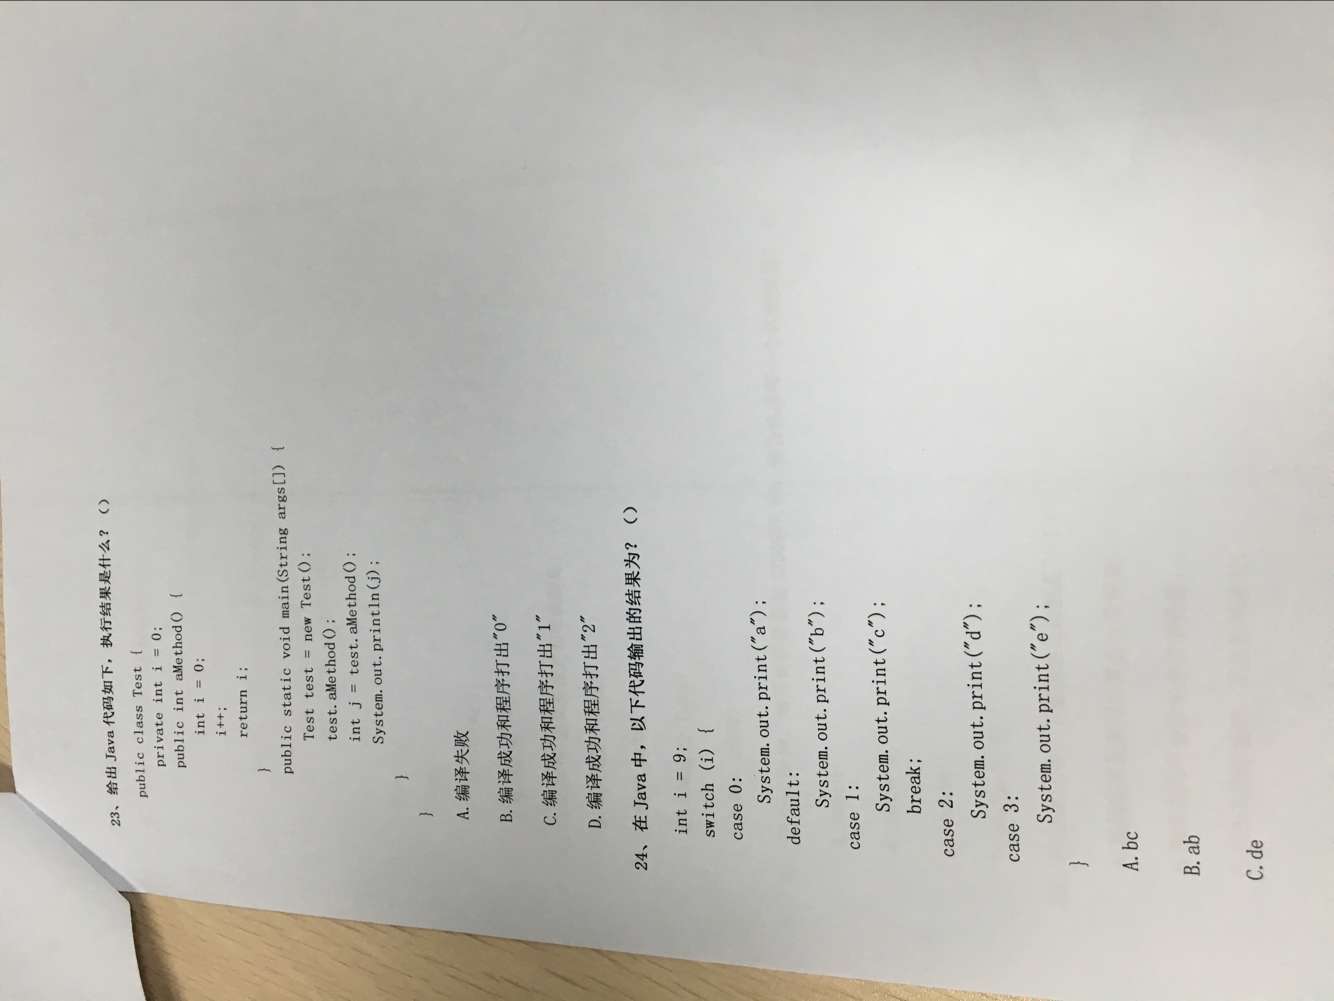 23、给出 Java 代码如下，执行结果是什么？（）
public class Test {
private int i = 0;
public int aMethod() {
int i = 0;
i++;
return i;
}
public static void main(String args[]) {
Test test = new Test();
test.aMethod();
int j = test.aMethod();
System.out.println(j);
}
}
A.编译失败
B.编译成功和程序打出"0"
C.编译成功和程序打出"1"
D.编译成功和程序打出"2"
24、在 Java 中，以下代码输出的结果为？（）
int i = 9;
switch (i) {
case 0:
System.out.print("a");
default:
System.out.print("b");
case 1:
System.out.print("c");
break;
case 2:
System.out.print("d");
case 3:
System.out.print("e");
}
A.bc
B.ab
C.de